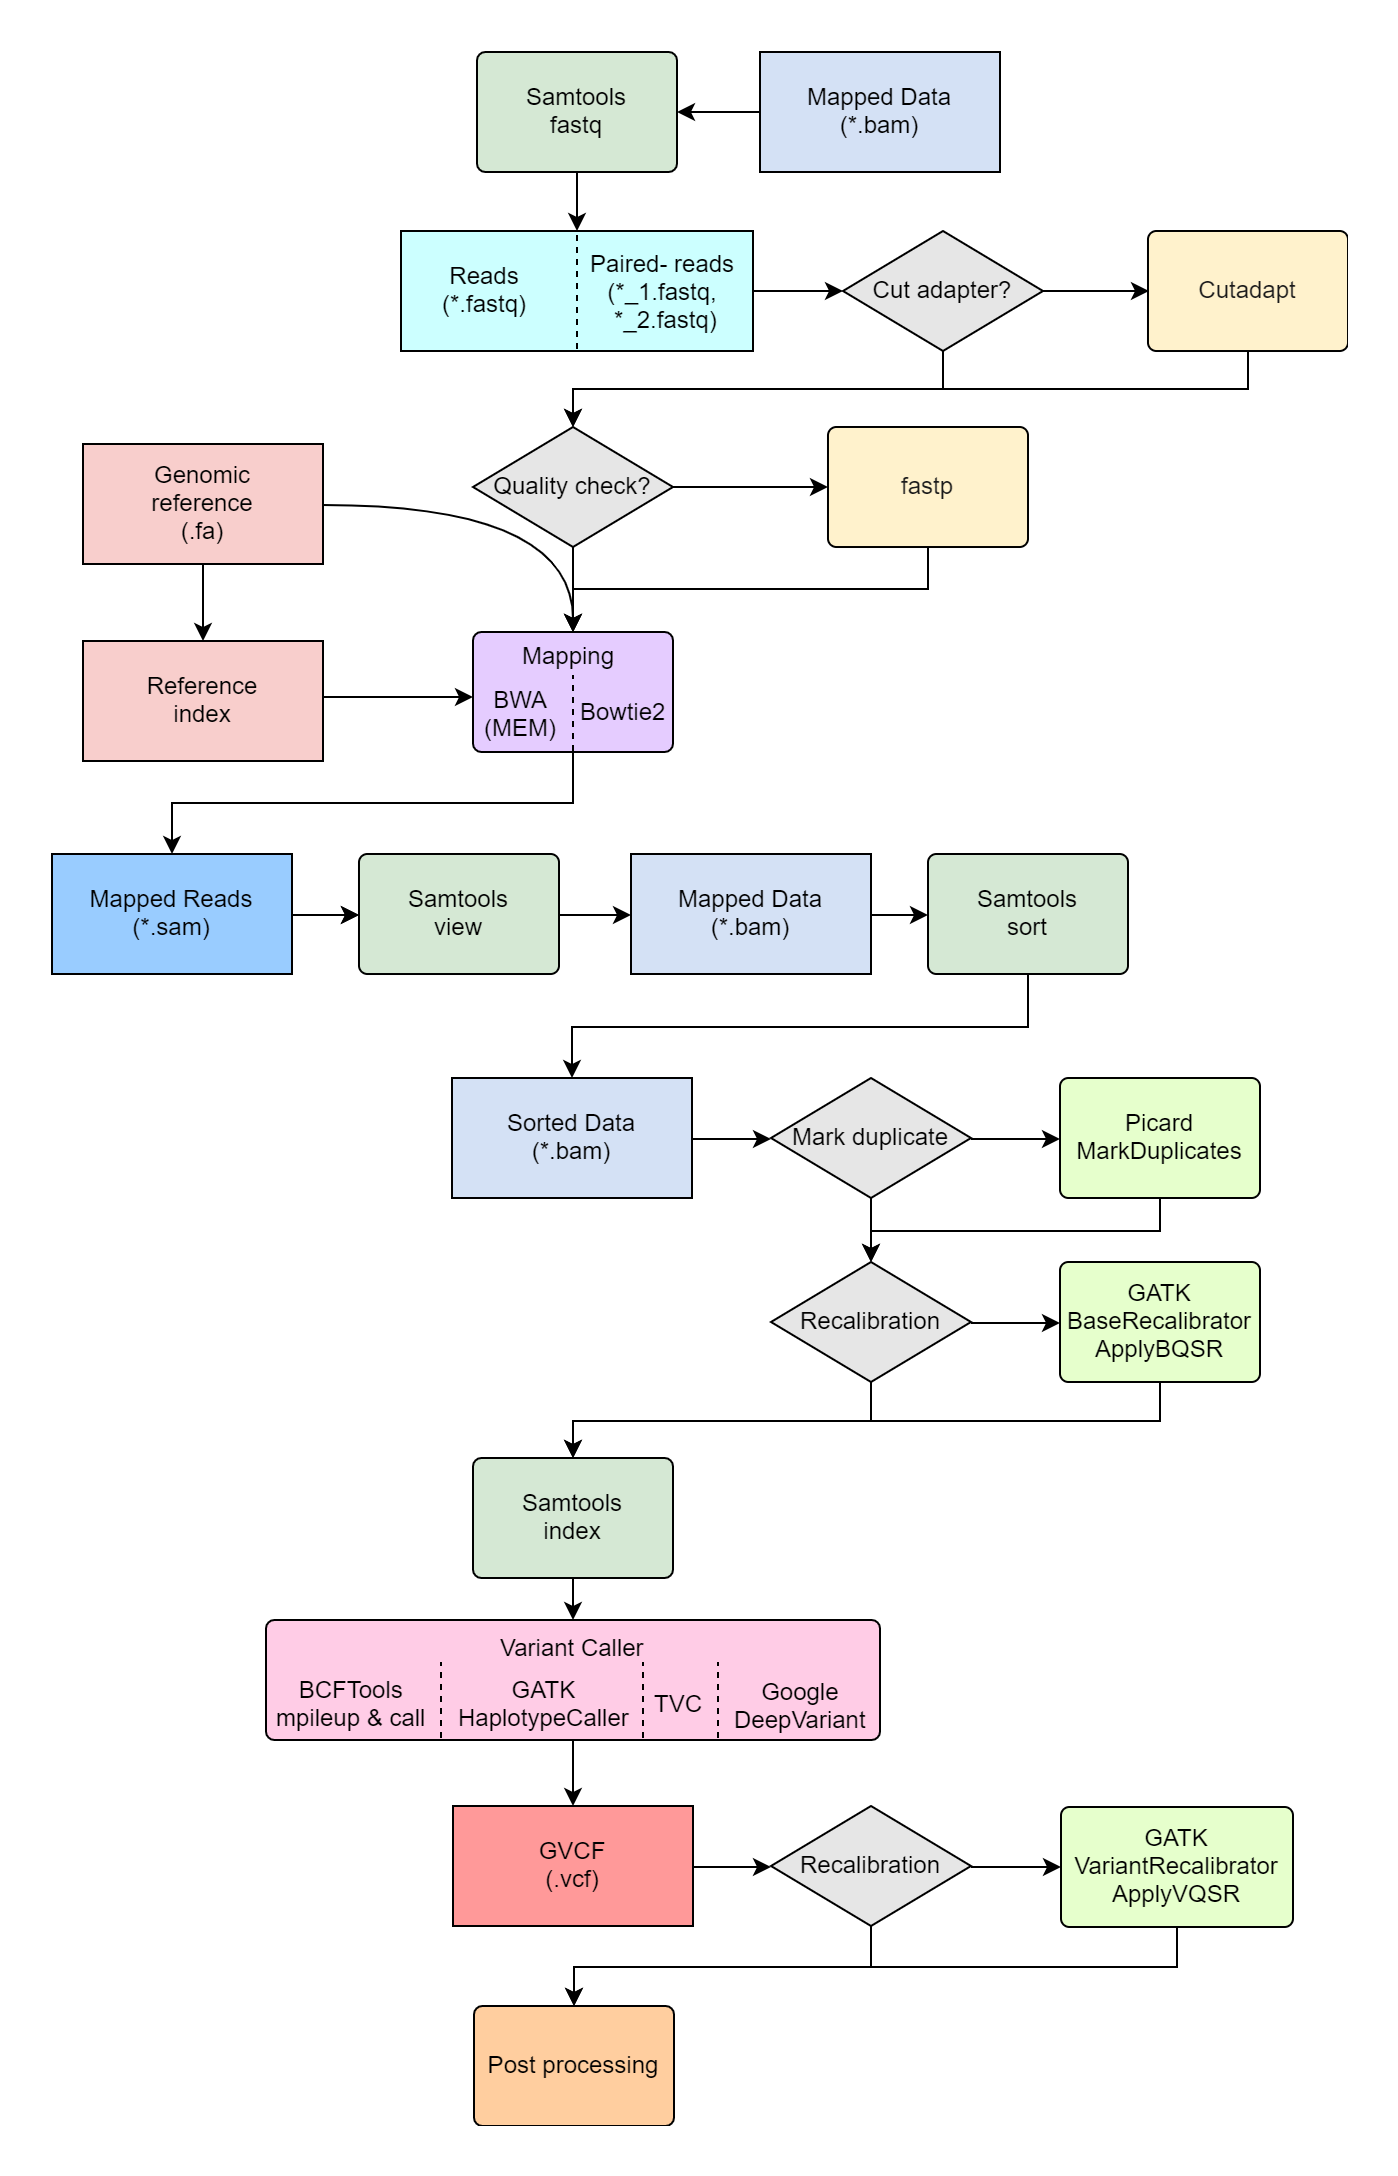 Samtools
fastq
Mapped Data
(*.bam)
Reads
(*.fastq)
Paired- reads
(*_1.fastq,
*_2.fastq)
Cut adapter?
Cutadapt
Genomic
reference
(.fa)
Quality check?
fastp
Reference
index
Mapping
BWA
(MEM)
Bowtie2
Mapped Reads
(*.sam)
Samtools
view
Mapped Data
(*.bam)
Samtools
sort
Sorted Data
(*.bam)
Mark duplicate
Picard
MarkDuplicates
Recalibration
GATK
BaseRecalibrator
ApplyBQSR
Samtools
index
Variant Caller
BCFTools
mpileup & call
GATK
HaplotypeCaller
TVC
Google
DeepVariant
GVCF
(.vcf)
Recalibration
GATK
VariantRecalibrator
ApplyVQSR
Post processing